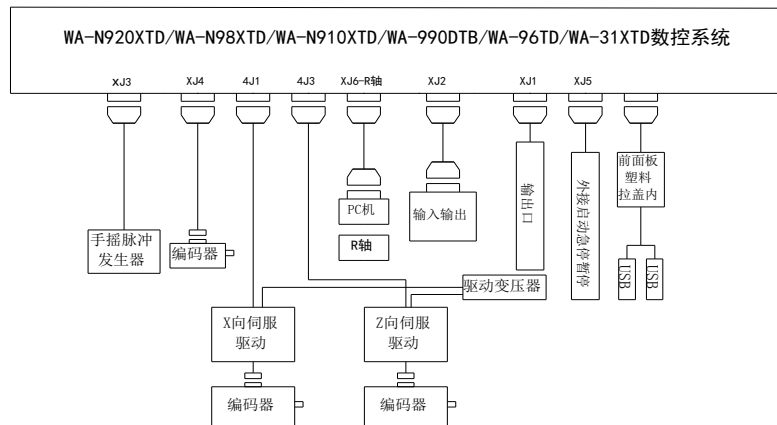 WA-N920XTD/WA-N98XTD/WA-N910XTD/WA-990DTB/WA-96TD/WA-31XTD数控系统
XJ3
XJ4
4J1
4J3
XJ6-R轴
XJ2
XJ1
XJ5
手摇脉冲
发生器
编码器
PC机
R轴
输入输出
输出口
外接启动急停暂停
前面板
塑料
拉盖内
USB
USB
驱动变压器
X向伺服
驱动
Z向伺服
驱动
编码器
编码器